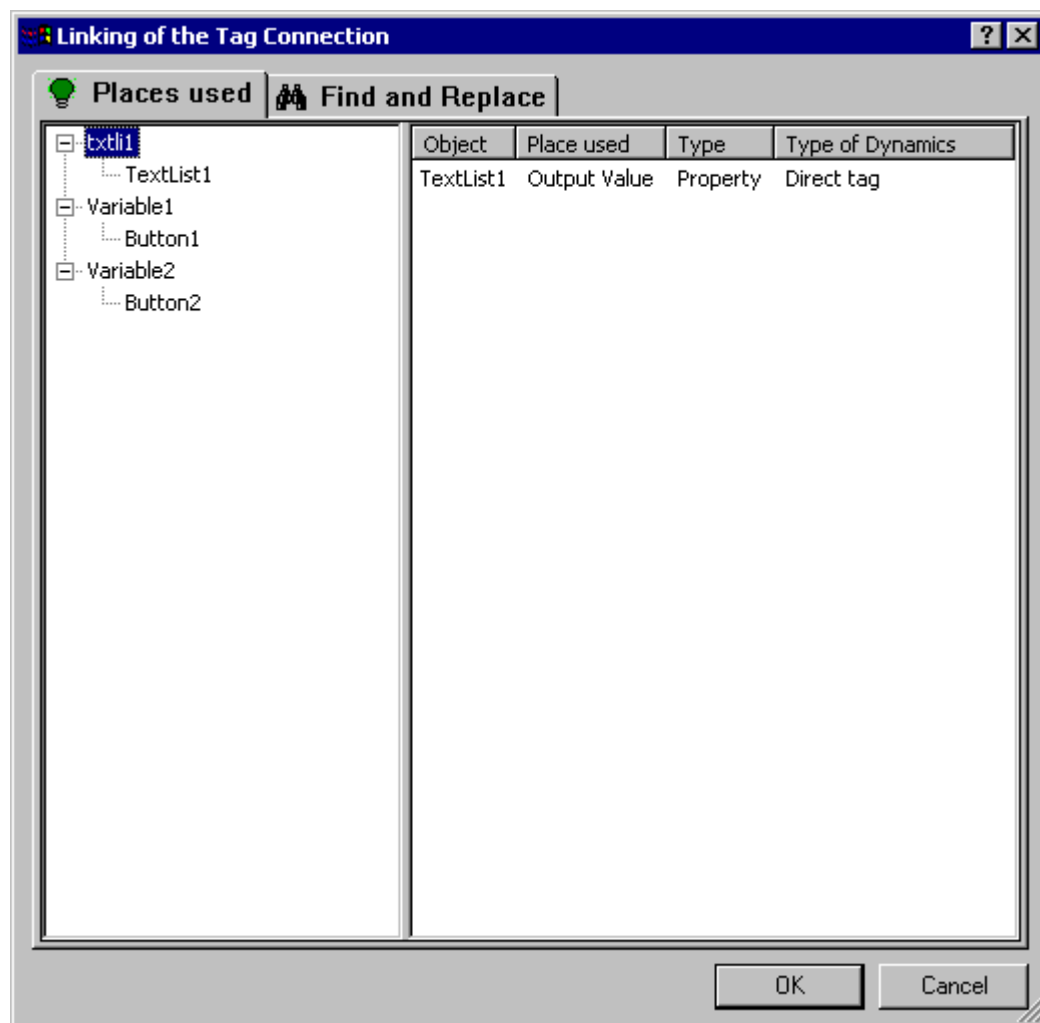 Linking of the Tag Connection
Places used
Find and Replace
txtli1
TextList1
Variable1
Button1
Variable2
Button2
Object Place used Type Type of Dynamics
TextList1 Output Value Property Direct tag
OK Cancel